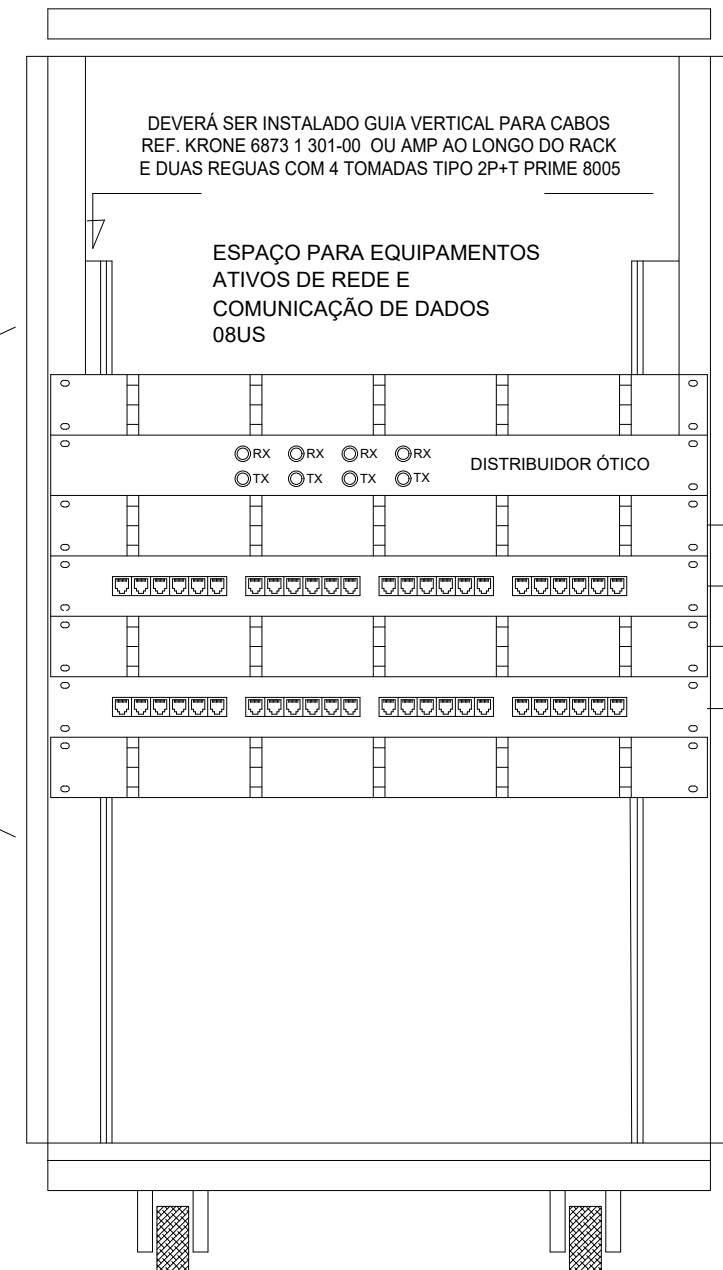 DEVERÁ SER INSTALADO GUIA VERTICAL PARA CABOS
REF. KRONE 6873 1 301-00 OU AMP AO LONGO DO RACK
E DUAS REGUAS COM 4 TOMADAS TIPO 2P+T PRIME 8005
ESPAÇO PARA EQUIPAMENTOS
ATIVOS DE REDE E
COMUNICAÇÃO DE DADOS
08US
RX RX RX RX
TX TX TX TX
DISTRIBUIDOR ÓTICO